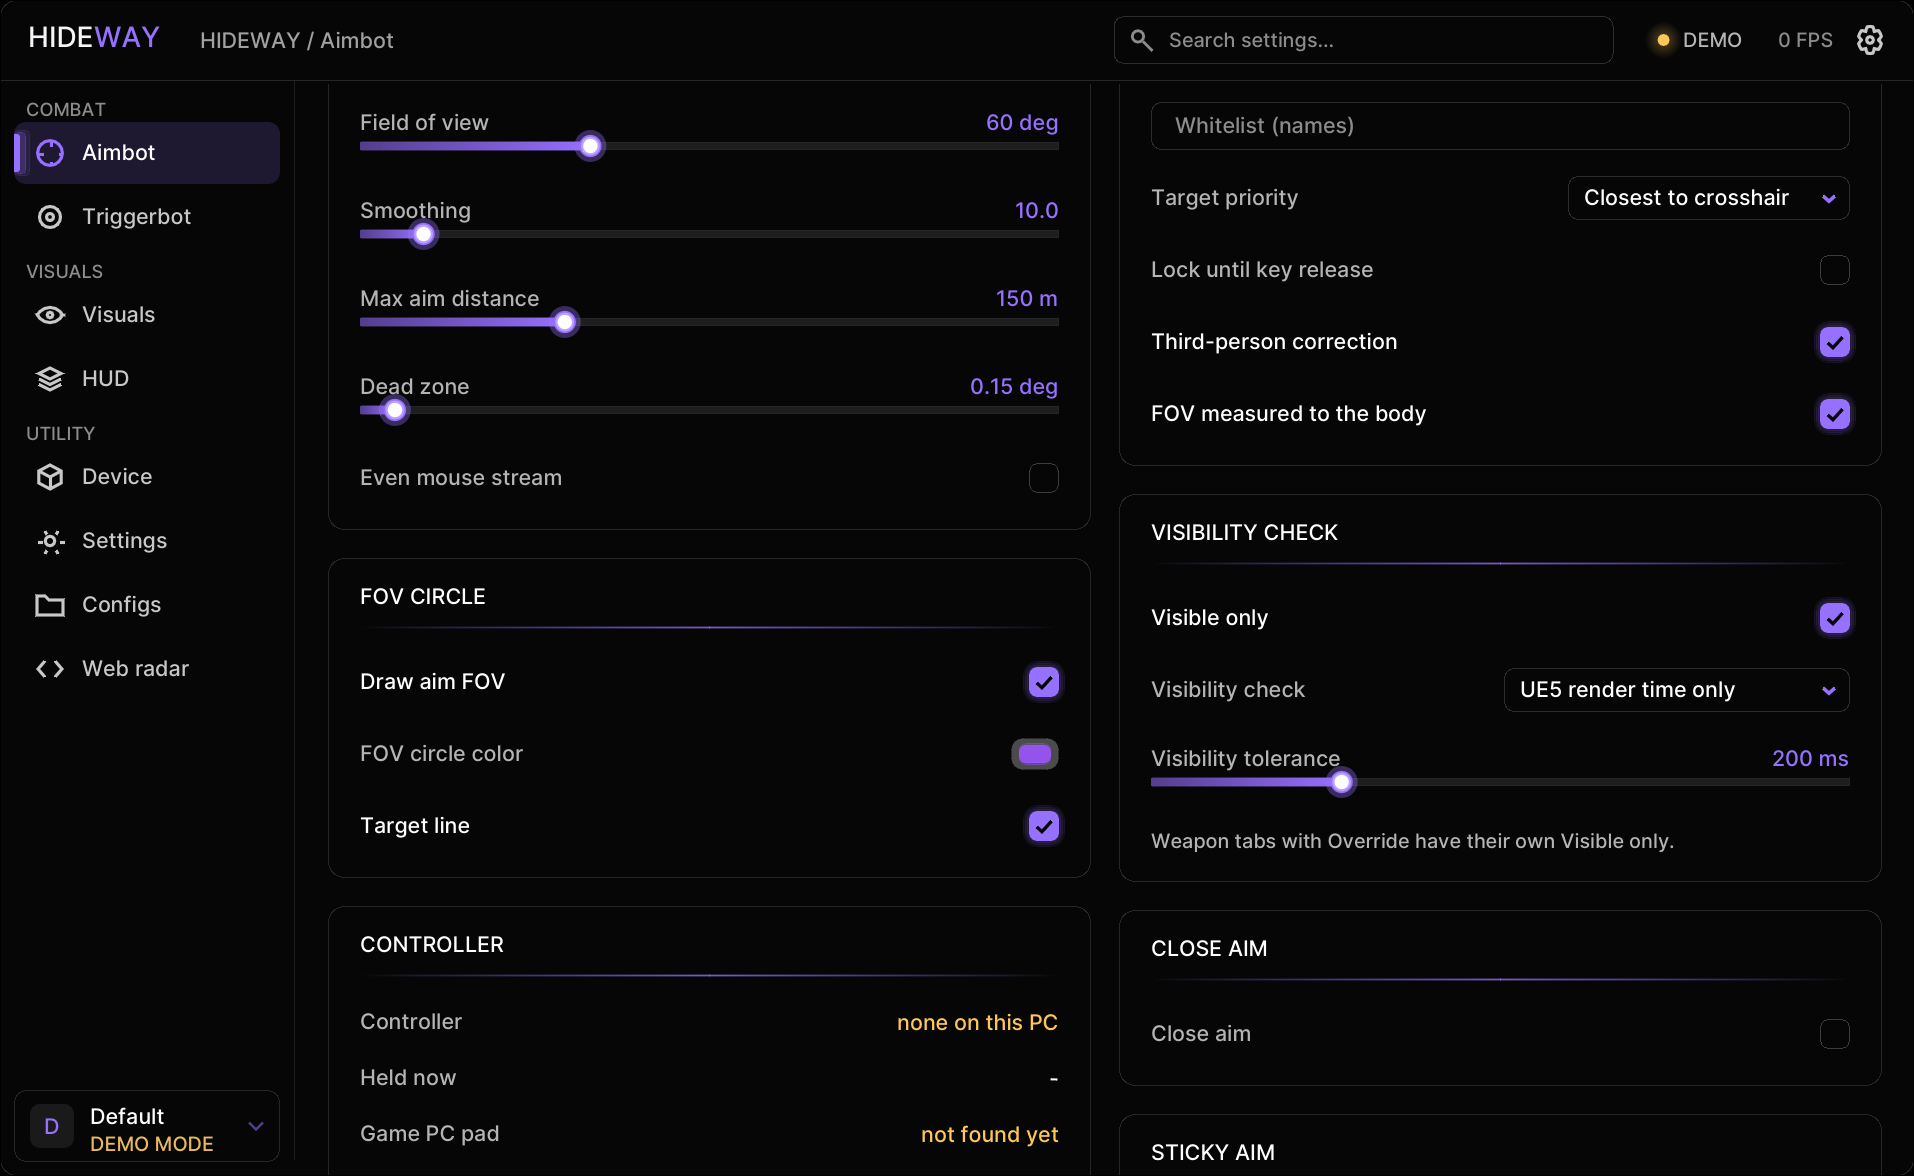 HIDEWAY
HIDEWAY / Aimbot
Search settings...
DEMO
0 FPS
COMBAT
Aimbot
Triggerbot
VISUALS
Visuals
HUD
UTILITY
Device
Settings
Configs
Web radar
D
Default
DEMO MODE
Field of view
60 deg
Smoothing
10.0
Max aim distance
150 m
Dead zone
0.15 deg
Even mouse stream
FOV CIRCLE
Draw aim FOV
FOV circle color
Target line
CONTROLLER
Controller
none on this PC
Held now
-
Game PC pad
not found yet
Whitelist (names)
Target priority
Closest to crosshair
Lock until key release
Third-person correction
FOV measured to the body
VISIBILITY CHECK
Visible only
Visibility check
UE5 render time only
Visibility tolerance
200 ms
Weapon tabs with Override have their own Visible only.
CLOSE AIM
Close aim
STICKY AIM